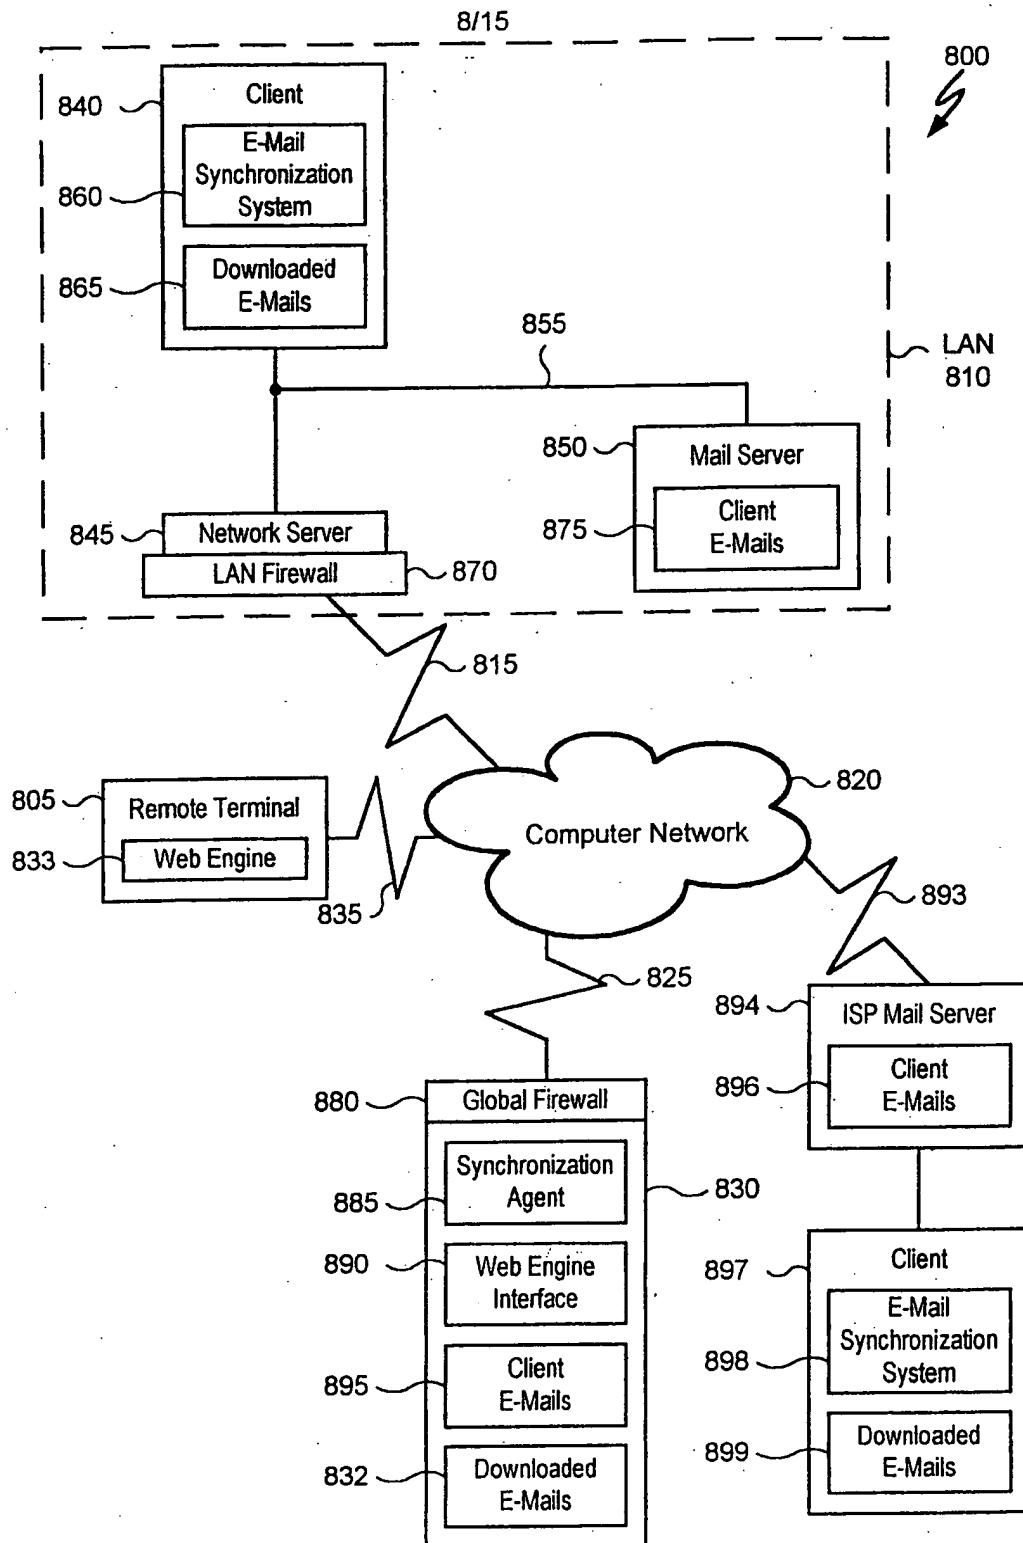 8/15
800
840
Client
860
E-Mail
Synchronization
System
865
Downloaded
E-Mails
855
LAN
810
850
Mail Server
875
Client
E-Mails
845
Network Server
LAN Firewall
870
815
805
Remote Terminal
833
Web Engine
835
820
Computer Network
893
825
894
ISP Mail Server
896
Client
E-Mails
880
Global Firewall
885
Synchronization
Agent
830
890
Web Engine
Interface
895
Client
E-Mails
832
Downloaded
E-Mails
897
Client
898
E-Mail
Synchronization
System
899
Downloaded
E-Mails